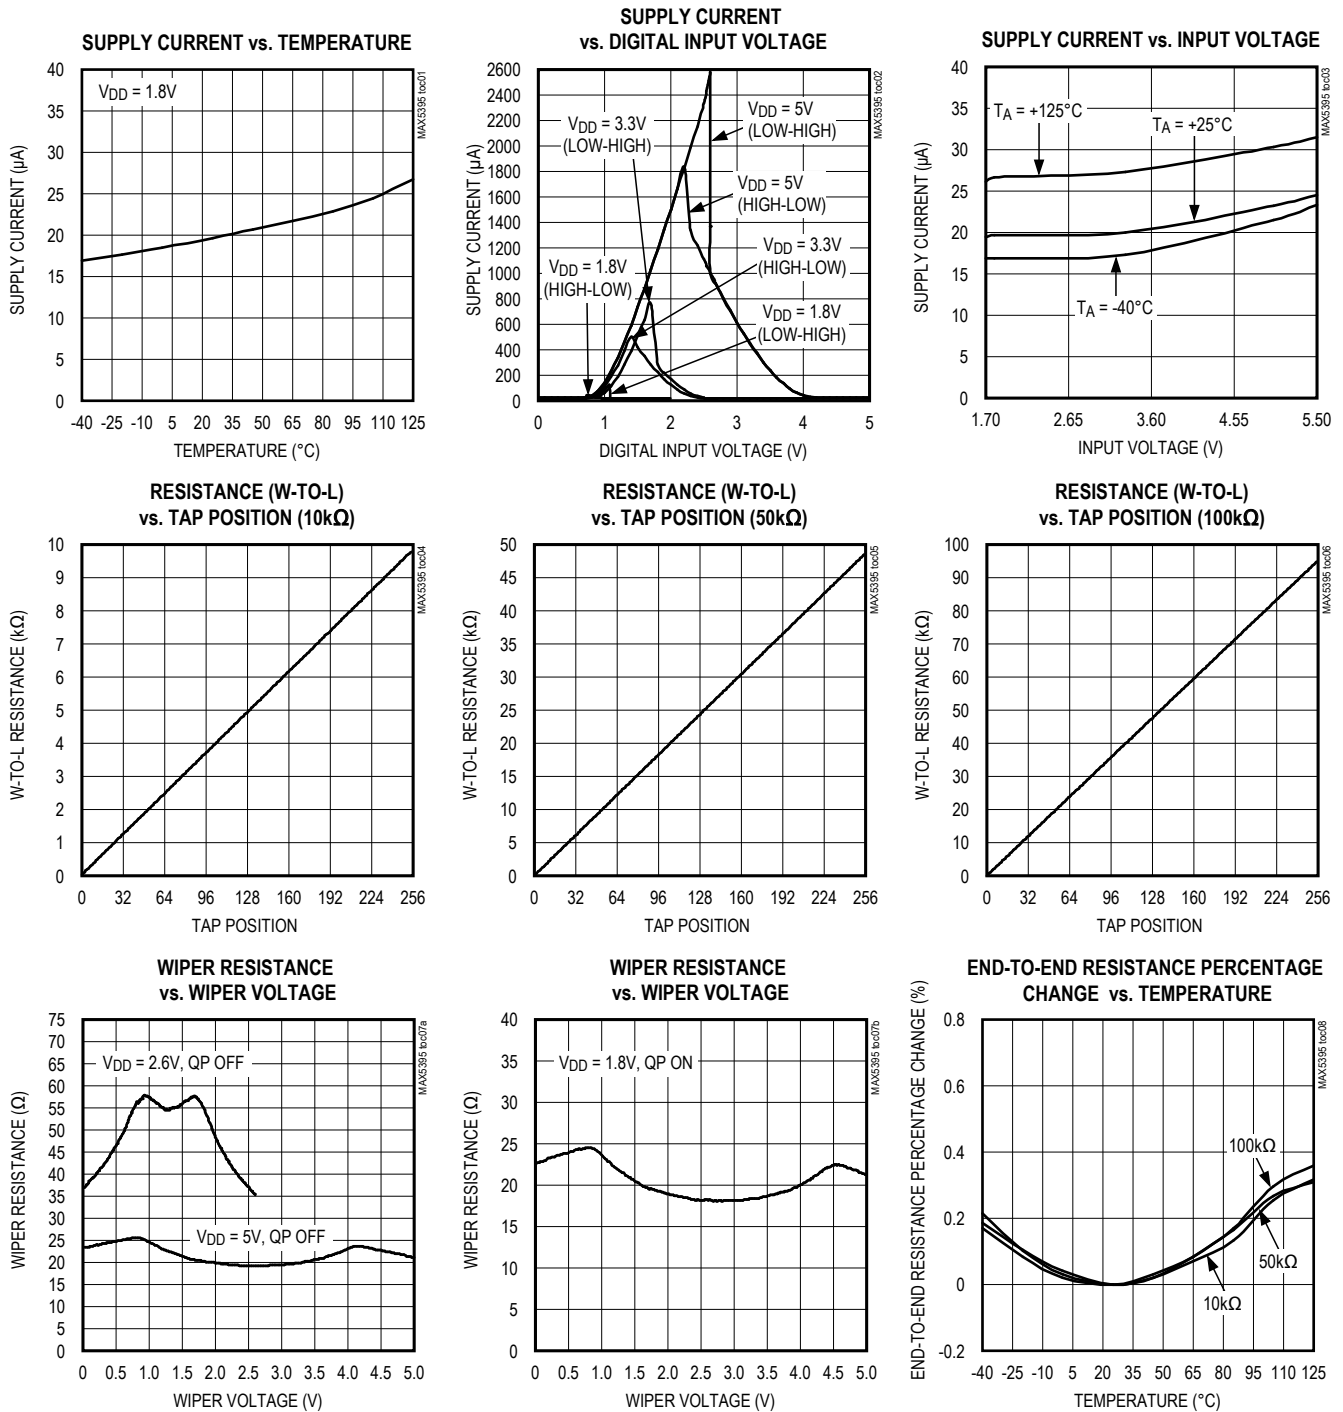 SUPPLY CURRENT vs. TEMPERATURE
40
35
30
25
20
15
10
5
0
SUPPLY CURRENT (µA)
VDD = 1.8V
MAX5395 toc01
-40 -25 -10 5 20 35 50 65 80 95 110 125
TEMPERATURE (°C)
SUPPLY CURRENT
vs. DIGITAL INPUT VOLTAGE
2600
2400
2200
2000
1800
1600
1400
1200
1000
800
600
400
200
0
SUPPLY CURRENT (µA)
MAX5395 toc02
VDD = 5V
(LOW-HIGH)
VDD = 3.3V
(LOW-HIGH)
VDD = 5V
(HIGH-LOW)
VDD = 3.3V
(HIGH-LOW)
VDD = 1.8V
(HIGH-LOW)
VDD = 1.8V
(LOW-HIGH)
0 1 2 3 4 5
DIGITAL INPUT VOLTAGE (V)
SUPPLY CURRENT vs. INPUT VOLTAGE
40
35
30
25
20
15
10
5
0
SUPPLY CURRENT (µA)
MAX5395 toc03
TA = +125°C
TA = +25°C
TA = -40°C
1.70 2.65 3.60 4.55 5.50
INPUT VOLTAGE (V)
RESISTANCE (W-TO-L)
vs. TAP POSITION (10kΩ)
10
9
8
7
6
5
4
3
2
1
0
W-TO-L RESISTANCE (kΩ)
MAX5395 toc04
0 32 64 96 128 160 192 224 256
TAP POSITION
RESISTANCE (W-TO-L)
vs. TAP POSITION (50kΩ)
50
45
40
35
30
25
20
15
10
5
0
W-TO-L RESISTANCE (kΩ)
MAX5395 toc05
0 32 64 96 128 160 192 224 256
TAP POSITION
RESISTANCE (W-TO-L)
vs. TAP POSITION (100kΩ)
100
90
80
70
60
50
40
30
20
10
0
W-TO-L RESISTANCE (kΩ)
MAX5395 toc06
0 32 64 96 128 160 192 224 256
TAP POSITION
WIPER RESISTANCE
vs. WIPER VOLTAGE
75
70
65
60
55
50
45
40
35
30
25
20
15
10
5
0
WIPER RESISTANCE (Ω)
MAX5395 toc07a
VDD = 2.6V, QP OFF
VDD = 5V, QP OFF
0 0.5 1.0 1.5 2.0 2.5 3.0 3.5 4.0 4.5 5.0
WIPER VOLTAGE (V)
WIPER RESISTANCE
vs. WIPER VOLTAGE
40
35
30
25
20
15
10
5
0
WIPER RESISTANCE (Ω)
MAX5395 toc07b
VDD = 1.8V, QP ON
0 0.5 1.0 1.5 2.0 2.5 3.0 3.5 4.0 4.5 5.0
WIPER VOLTAGE (V)
END-TO-END RESISTANCE PERCENTAGE
CHANGE vs. TEMPERATURE
0.8
0.6
0.4
0.2
0
-0.2
END-TO-END RESISTANCE PERCENTAGE CHANGE (%)
MAX5395 toc08
100kΩ
50kΩ
10kΩ
-40 -25 -10 5 20 35 50 65 80 95 110 125
TEMPERATURE (°C)